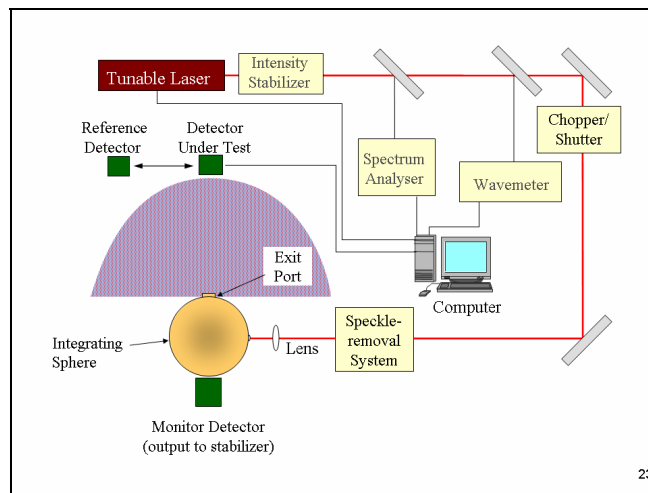 Tunable Laser
Intensity
Stabilizer
Chopper/
Shutter
Reference
Detector
Detector
Under Test
Spectrum
Analyser
Wavemeter
Exit
Port
Computer
Integrating
Sphere
Lens
Speckle-
removal
System
Monitor Detector
(output to stabilizer)
23